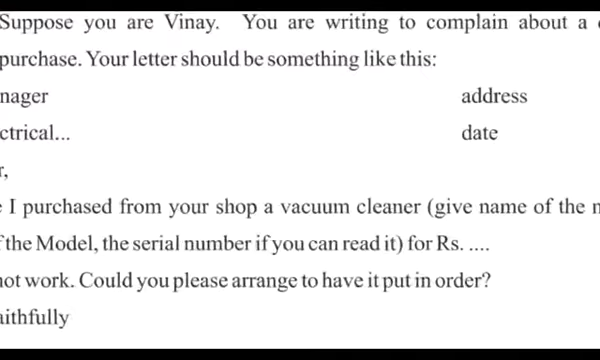 Suppose you are Vinay. You are writing to complain about a
purchase. Your letter should be something like this:
nager address
ctrical... date
r,
I purchased from your shop a vacuum cleaner (give name of the
the Model, the serial number if you can read it) for Rs. ....
not work. Could you please arrange to have it put in order?
aithfully